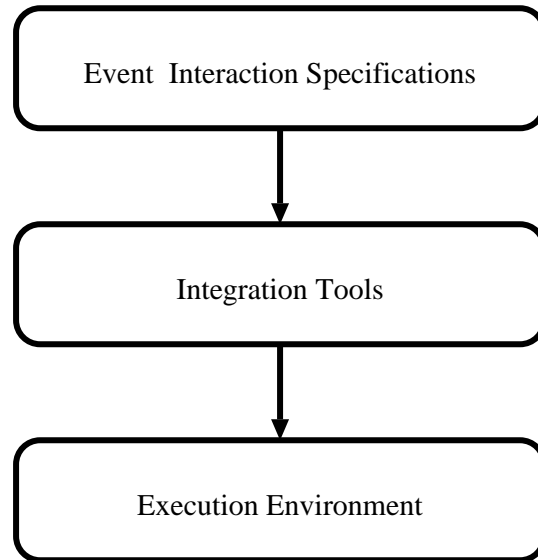 Event Interaction Specifications
Integration Tools
Execution Environment